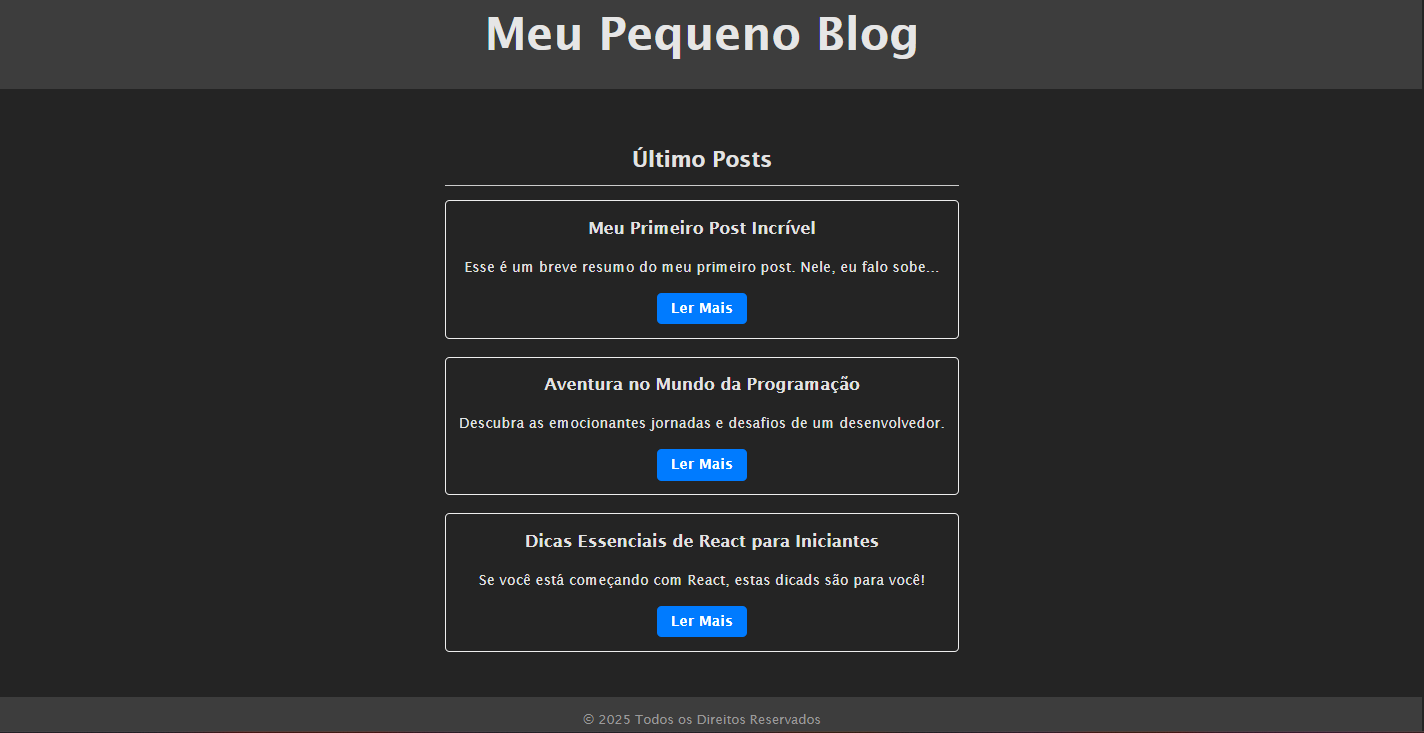 Meu Pequeno Blog
Último Posts
Meu Primeiro Post Incrível
Esse é um breve resumo do meu primeiro post. Nele, eu falo sobe...
Ler Mais
Aventura no Mundo da Programação
Descubra as emocionantes jornadas e desafios de um desenvolvedor.
Ler Mais
Dicas Essenciais de React para Iniciantes
Se você está começando com React, estas dicads são para você!
Ler Mais
© 2025 Todos os Direitos Reservados